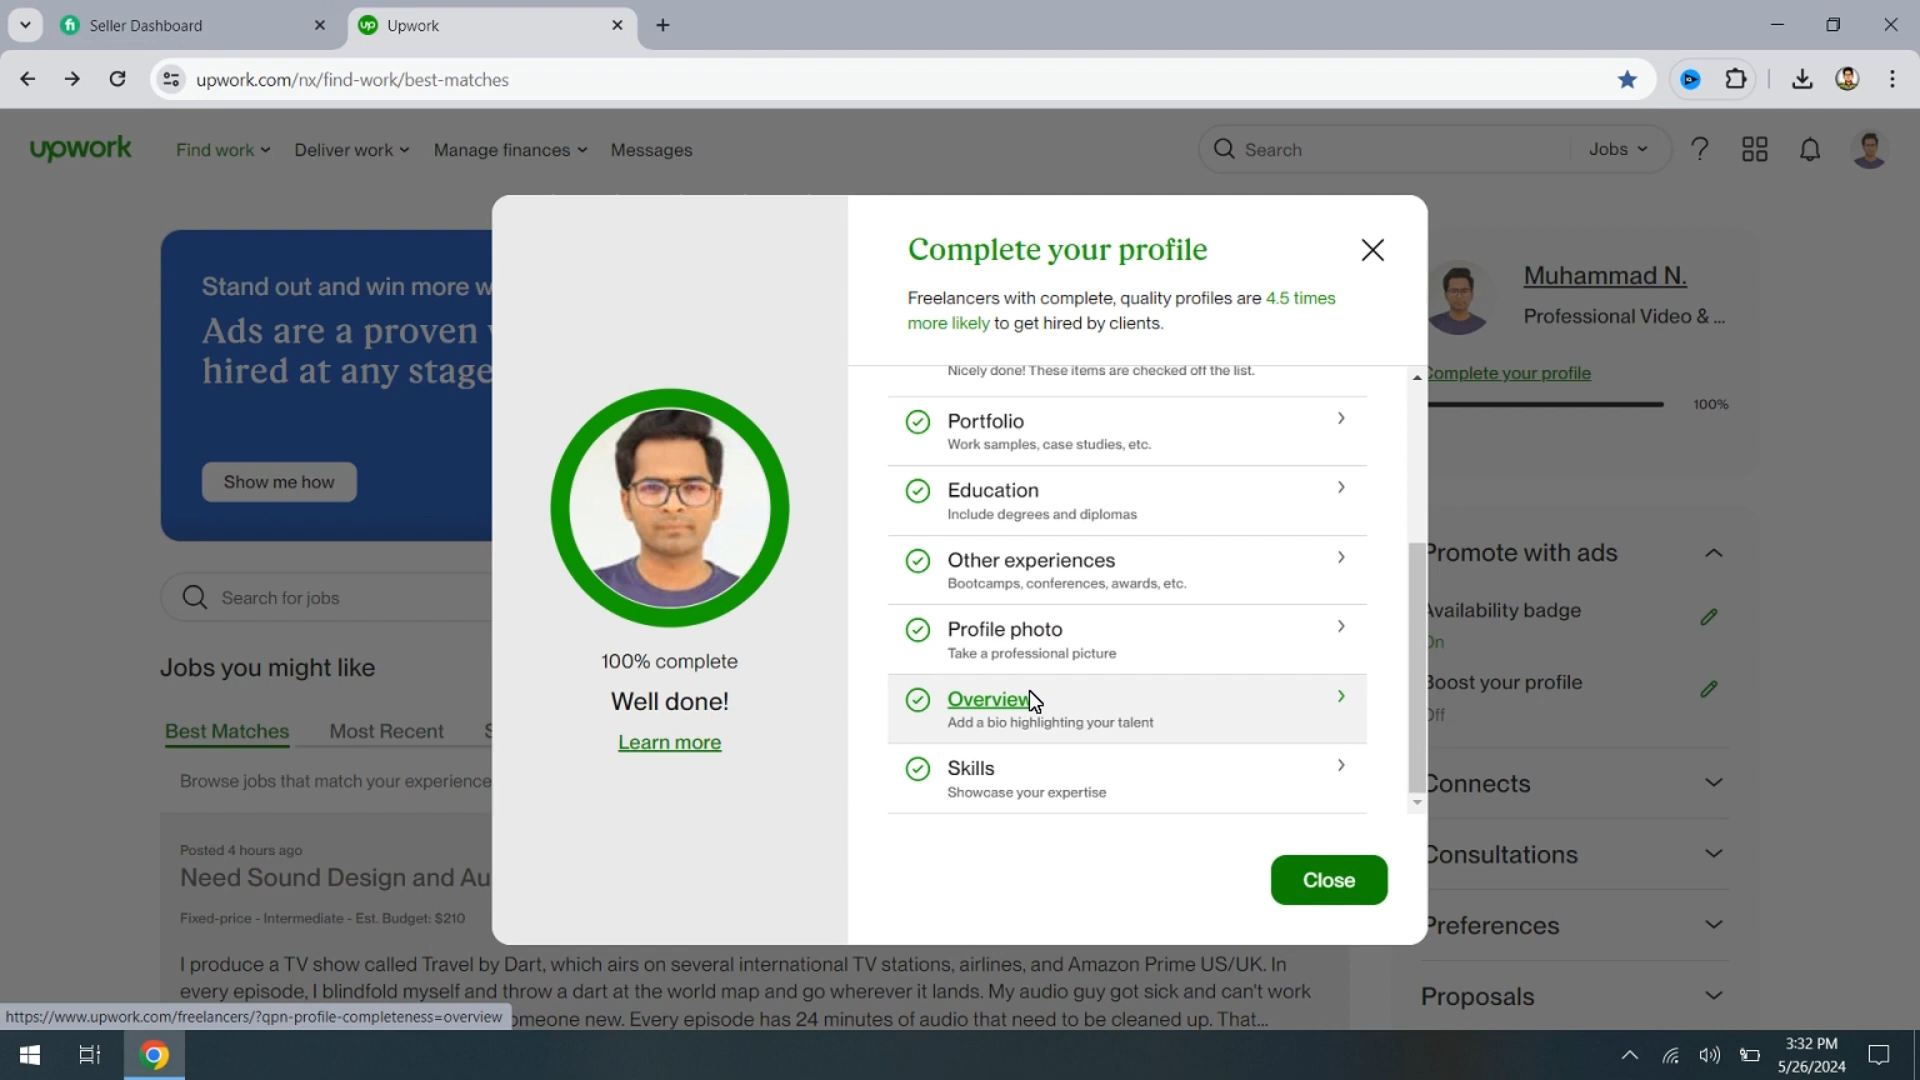 Seller Dashboard
Upwork
upwork.com/nx/find-work/best-matches
upwork
Find work
Deliver work
Manage finances
Messages
Search
Jobs
Stand out and win more w
Ads are a proven
hired at any stage
Show me how
Search for jobs
Jobs you might like
Best Matches
Most Recent
S
Browse jobs that match your experience
Posted 4 hours ago
Need Sound Design and Au
Fixed-price - Intermediate - Est. Budget: $210
I produce a TV show called Travel by Dart, which airs on several international TV stations, airlines, and Amazon Prime US/UK. In
every episode, I blindfold myself and throw a dart at the world map and go wherever it lands. My audio guy got sick and can't work
omeone new. Every episode has 24 minutes of audio that need to be cleaned up. That...
100% complete
Well done!
Learn more
Complete your profile
Freelancers with complete, quality profiles are 4.5 times
more likely to get hired by clients.
Nicely done! These items are checked off the list.
Portfolio
Work samples, case studies, etc.
Education
Include degrees and diplomas
Other experiences
Bootcamps, conferences, awards, etc.
Profile photo
Take a professional picture
Overview
Add a bio highlighting your talent
Skills
Showcase your expertise
Close
Muhammad N.
Professional Video & ...
Complete your profile
100%
Promote with ads
Availability badge
On
Boost your profile
Off
Connects
Consultations
Preferences
Proposals
https://www.upwork.com/freelancers/?qpn-profile-completeness=overview
3:32 PM
5/26/2024